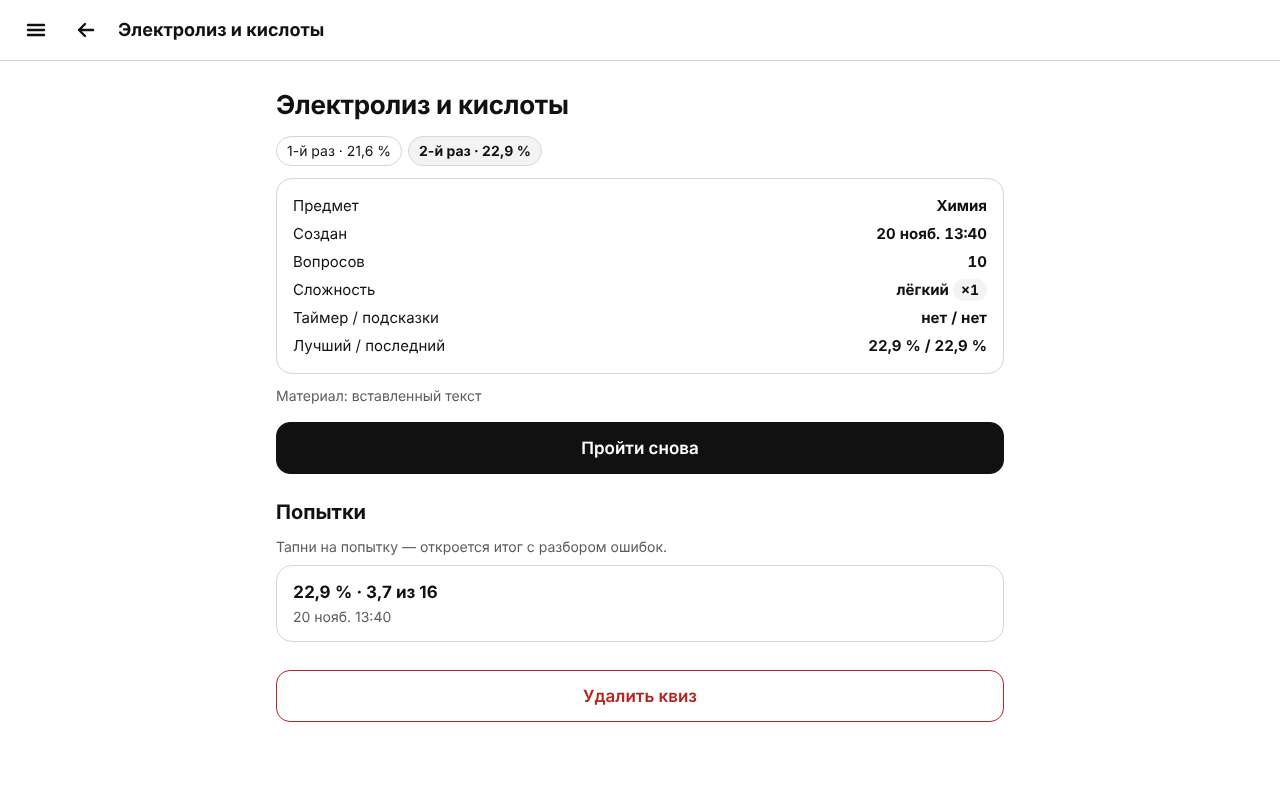 Электролиз и кислоты
Электролиз и кислоты
1-й раз · 21,6 %
2-й раз · 22,9 %
Предмет Химия
Создан 20 нояб. 13:40
Вопросов 10
Сложность лёгкий ×1
Таймер / подсказки нет / нет
Лучший / последний 22,9 % / 22,9 %
Материал: вставленный текст
Пройти снова
Попытки
Тапни на попытку — откроется итог с разбором ошибок.
22,9 % · 3,7 из 16
20 нояб. 13:40
Удалить квиз